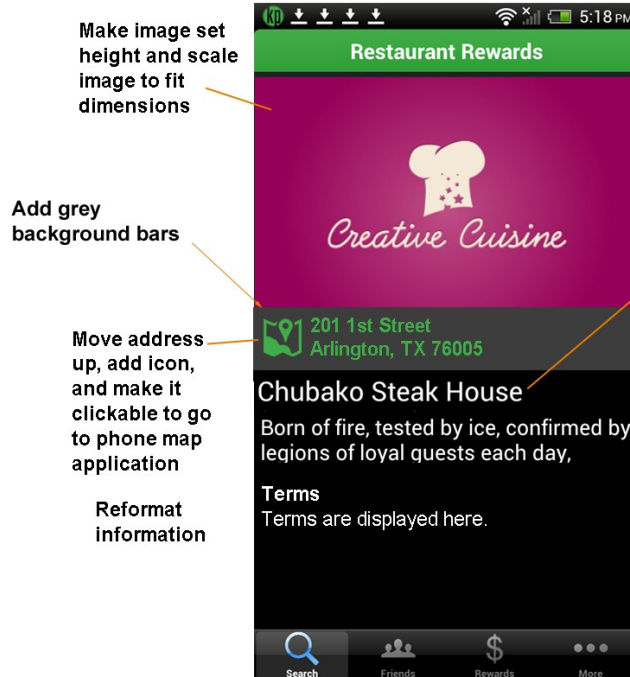 Make image set
height and scale
image to fit
dimensions
Add grey
background bars
Move address
up, add icon,
and make it
clickable to go
to phone map
application
Reformat
information
kp
5:18 PM
Restaurant Rewards
Creative Cuisine
201 1st Street
Arlington, TX 76005
Chubako Steak House
Born of fire, tested by ice, confirmed by
legions of loyal guests each day,
Terms
Terms are displayed here.
Search
Friends
$
Rewards
More